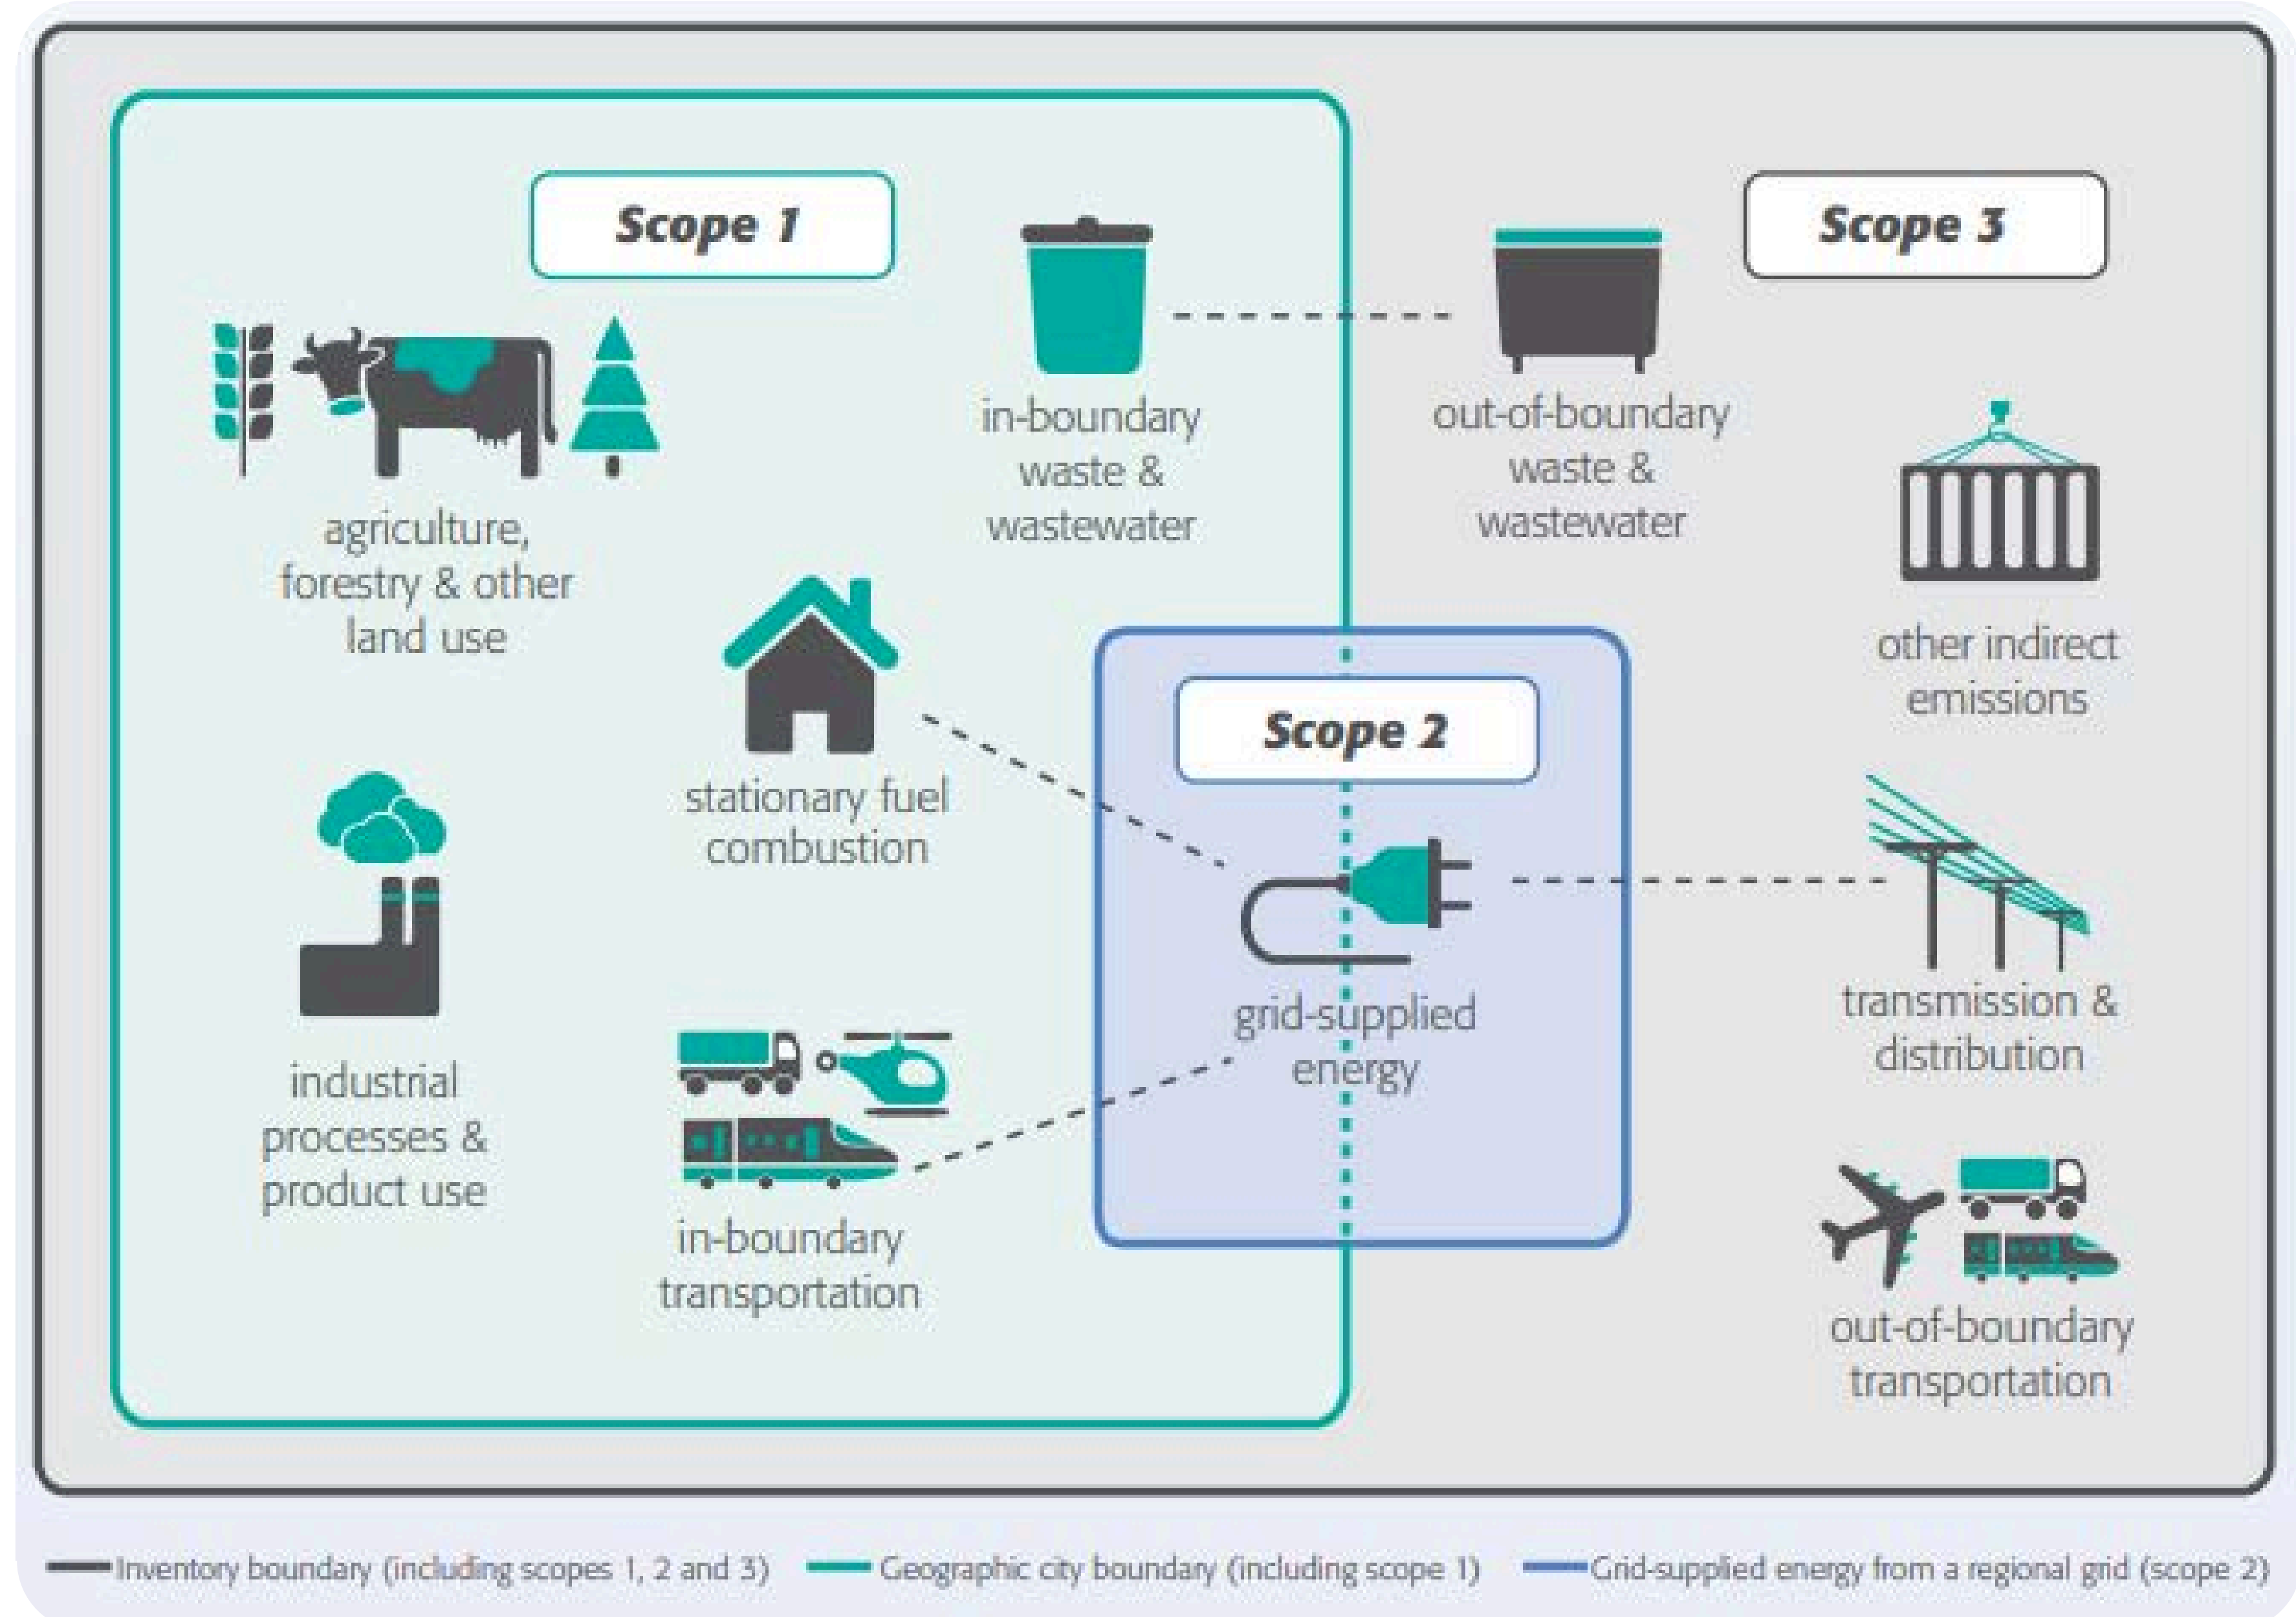 Scope 1
Scope 3
in-boundary
waste &
wastewater
out-of-boundary
waste &
wastewater
agriculture,
forestry & other
land use
other indirect
emissions
Scope 2
stationary fuel
combustion
grid-supplied
energy
transmission &
distribution
industrial
processes &
product use
in-boundary
transportation
out-of-boundary
transportation
Inventory boundary (including scopes 1, 2 and 3)
Geographic city boundary (including scope 1)
Grid-supplied energy from a regional grid (scope 2)